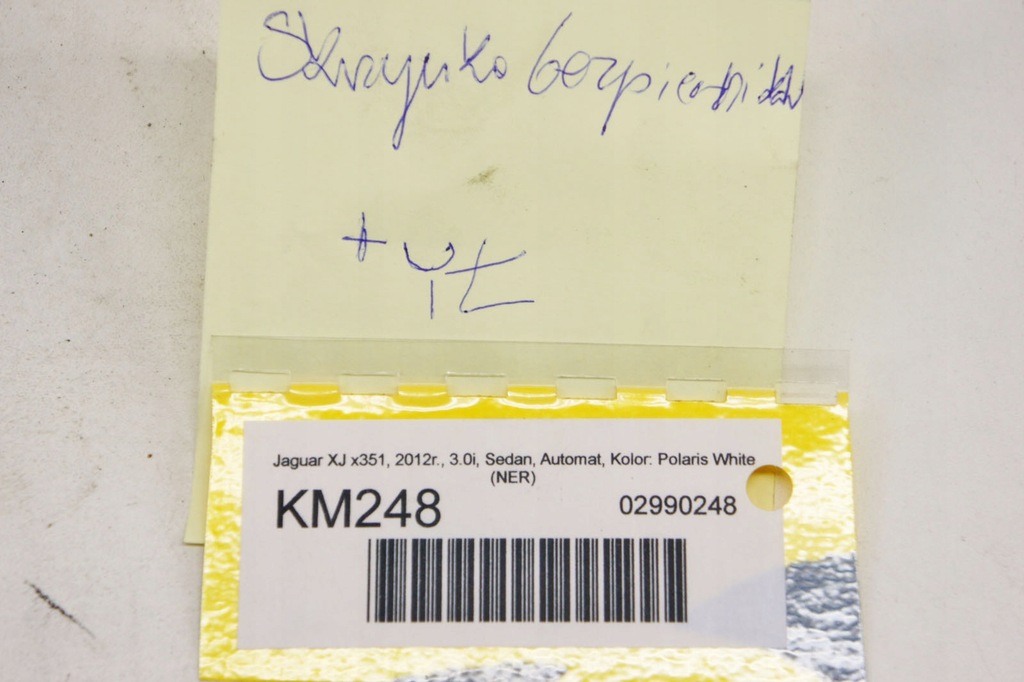 Skrzynka bezpieczników
+
Jaguar XJ x351, 2012r., 3.0i, Sedan, Automat, Kolor: Polaris White
(NER)
KM248
02990248